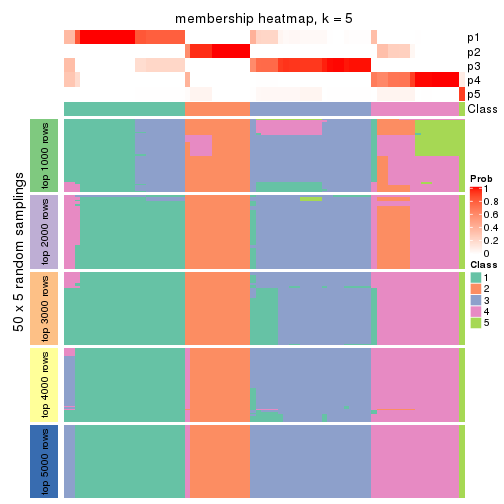 membership heatmap, k = 5
p1
p2
p3
p4
p5
Class
50 x 5 random samplings
top 1000 rows
top 2000 rows
top 3000 rows
top 4000 rows
top 5000 rows
Prob
1
0.8
0.6
0.4
0.2
0
Class
1
2
3
4
5